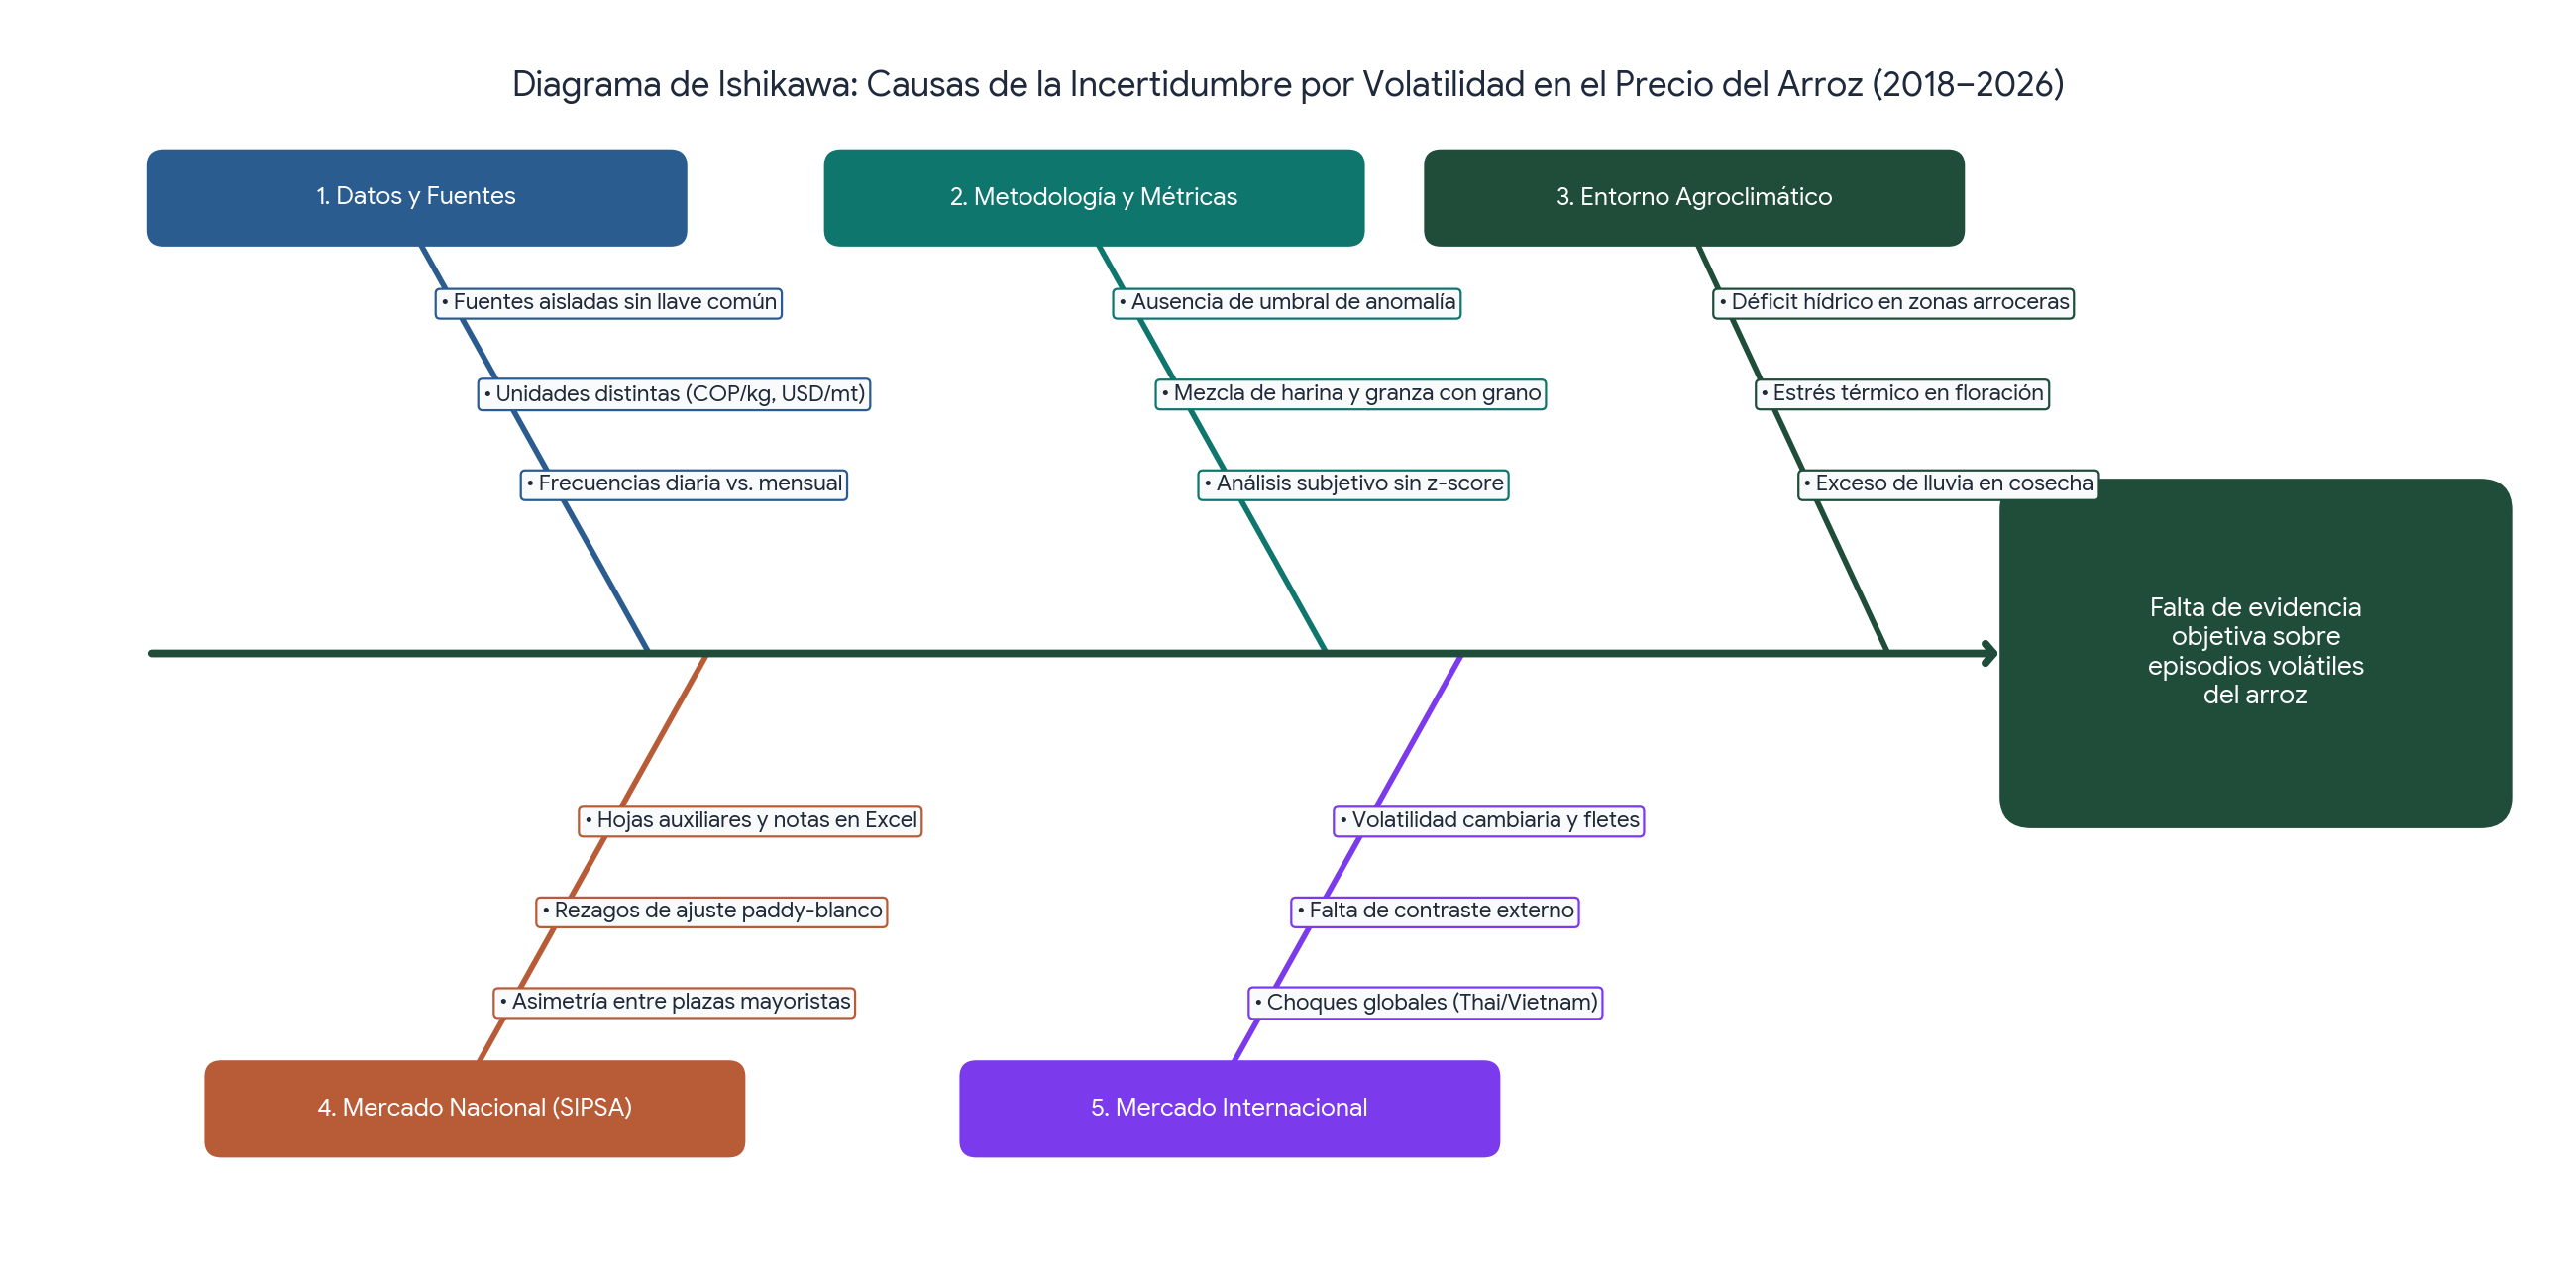 Diagrama de Ishikawa: Causas de la Incertidumbre por Volatilidad en el Precio del Arroz (2018–2026)
1. Datos y Fuentes
• Fuentes aisladas sin llave común
• Unidades distintas (COP/kg, USD/mt)
• Frecuencias diaria vs. mensual
2. Metodología y Métricas
• Ausencia de umbral de anomalía
• Mezcla de harina y granza con grano
• Análisis subjetivo sin z-score
3. Entorno Agroclimático
• Déficit hídrico en zonas arroceras
• Estrés térmico en floración
• Exceso de lluvia en cosecha
Falta de evidencia
objetiva sobre
episodios volátiles
del arroz
• Hojas auxiliares y notas en Excel
• Rezagos de ajuste paddy-blanco
• Asimetría entre plazas mayoristas
4. Mercado Nacional (SIPSA)
• Volatilidad cambiaria y fletes
• Falta de contraste externo
• Choques globales (Thai/Vietnam)
5. Mercado Internacional